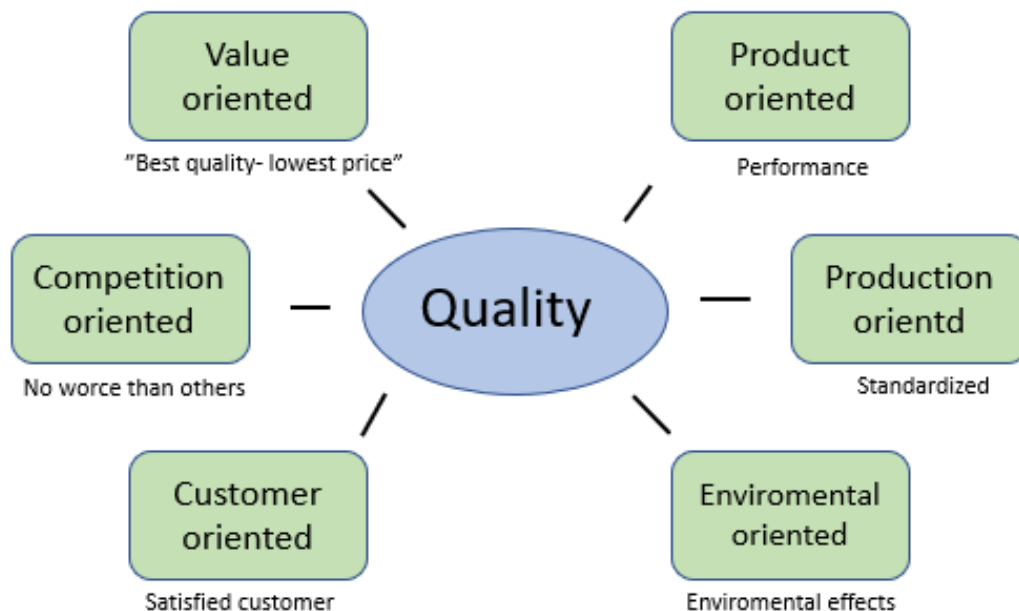 Value
oriented
”Best quality- lowest price”
Product
oriented
Performance
Competition
oriented
No worce than others
Quality
Production
orientd
Standardized
Customer
oriented
Satisfied customer
Enviromental
oriented
Enviromental effects